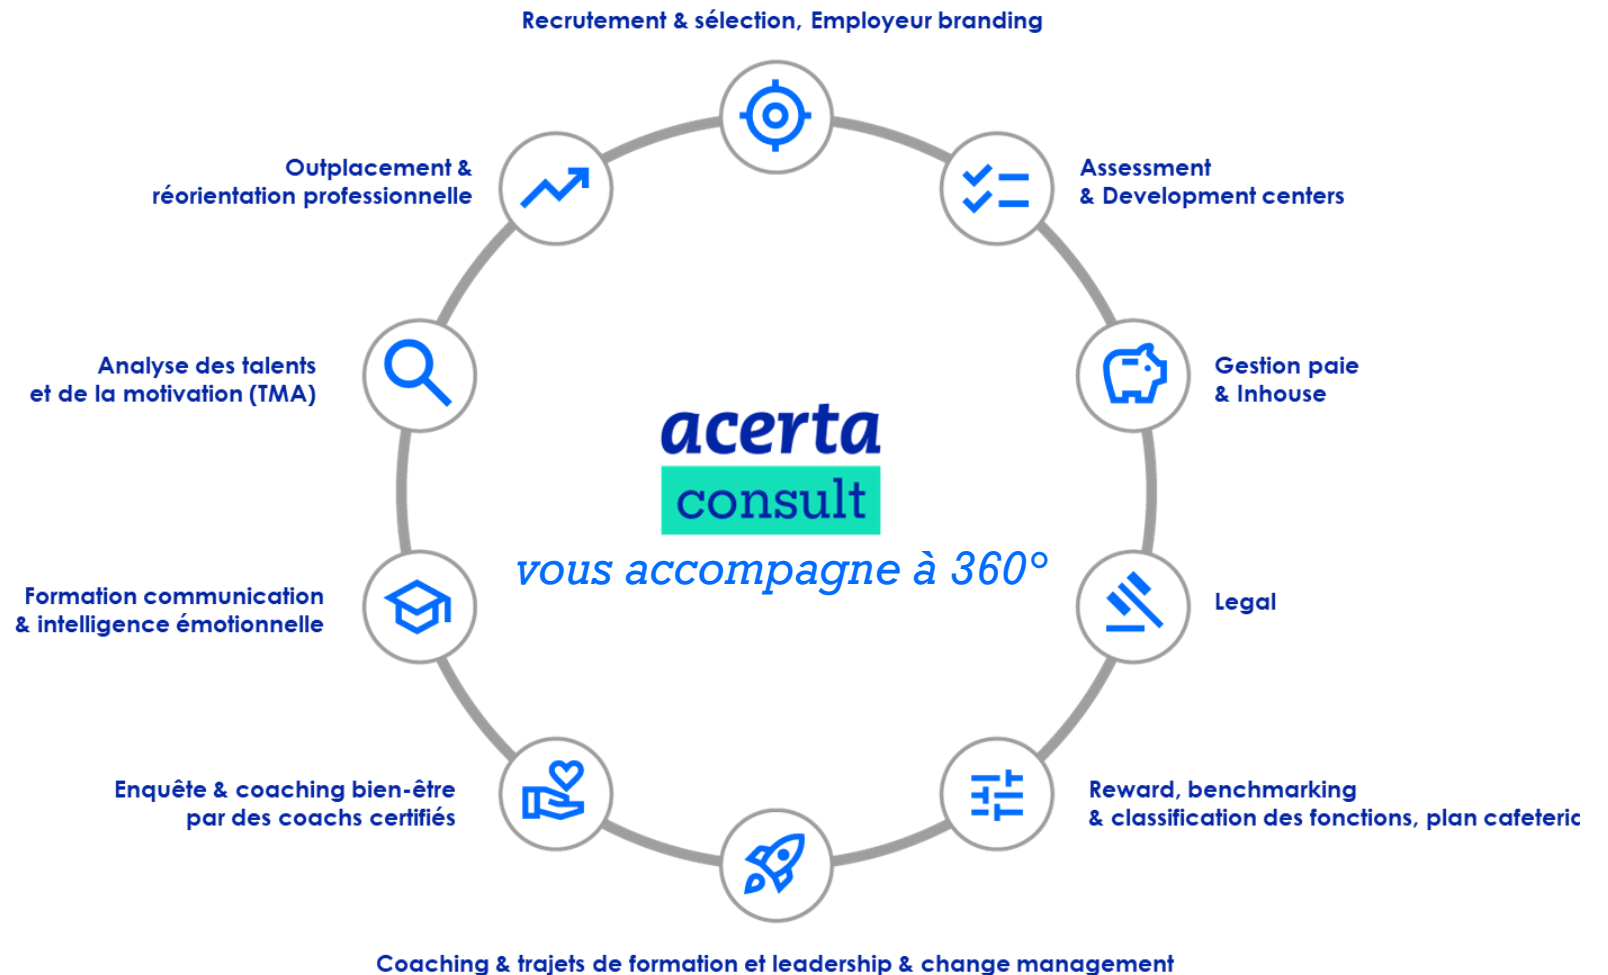 Recrutement & sélection, Employeur branding
Outplacement &
réorientation professionnelle
Assessment
& Development centers
Analyse des talents
et de la motivation (TMA)
Gestion paie
& Inhouse
acerta
consult
vous accompagne à 360°
Formation communication
& intelligence émotionnelle
Legal
Enquête & coaching bien-être
par des coachs certifiés
Reward, benchmarking
& classification des fonctions, plan
Coaching & trajets de formation et leadership & change management